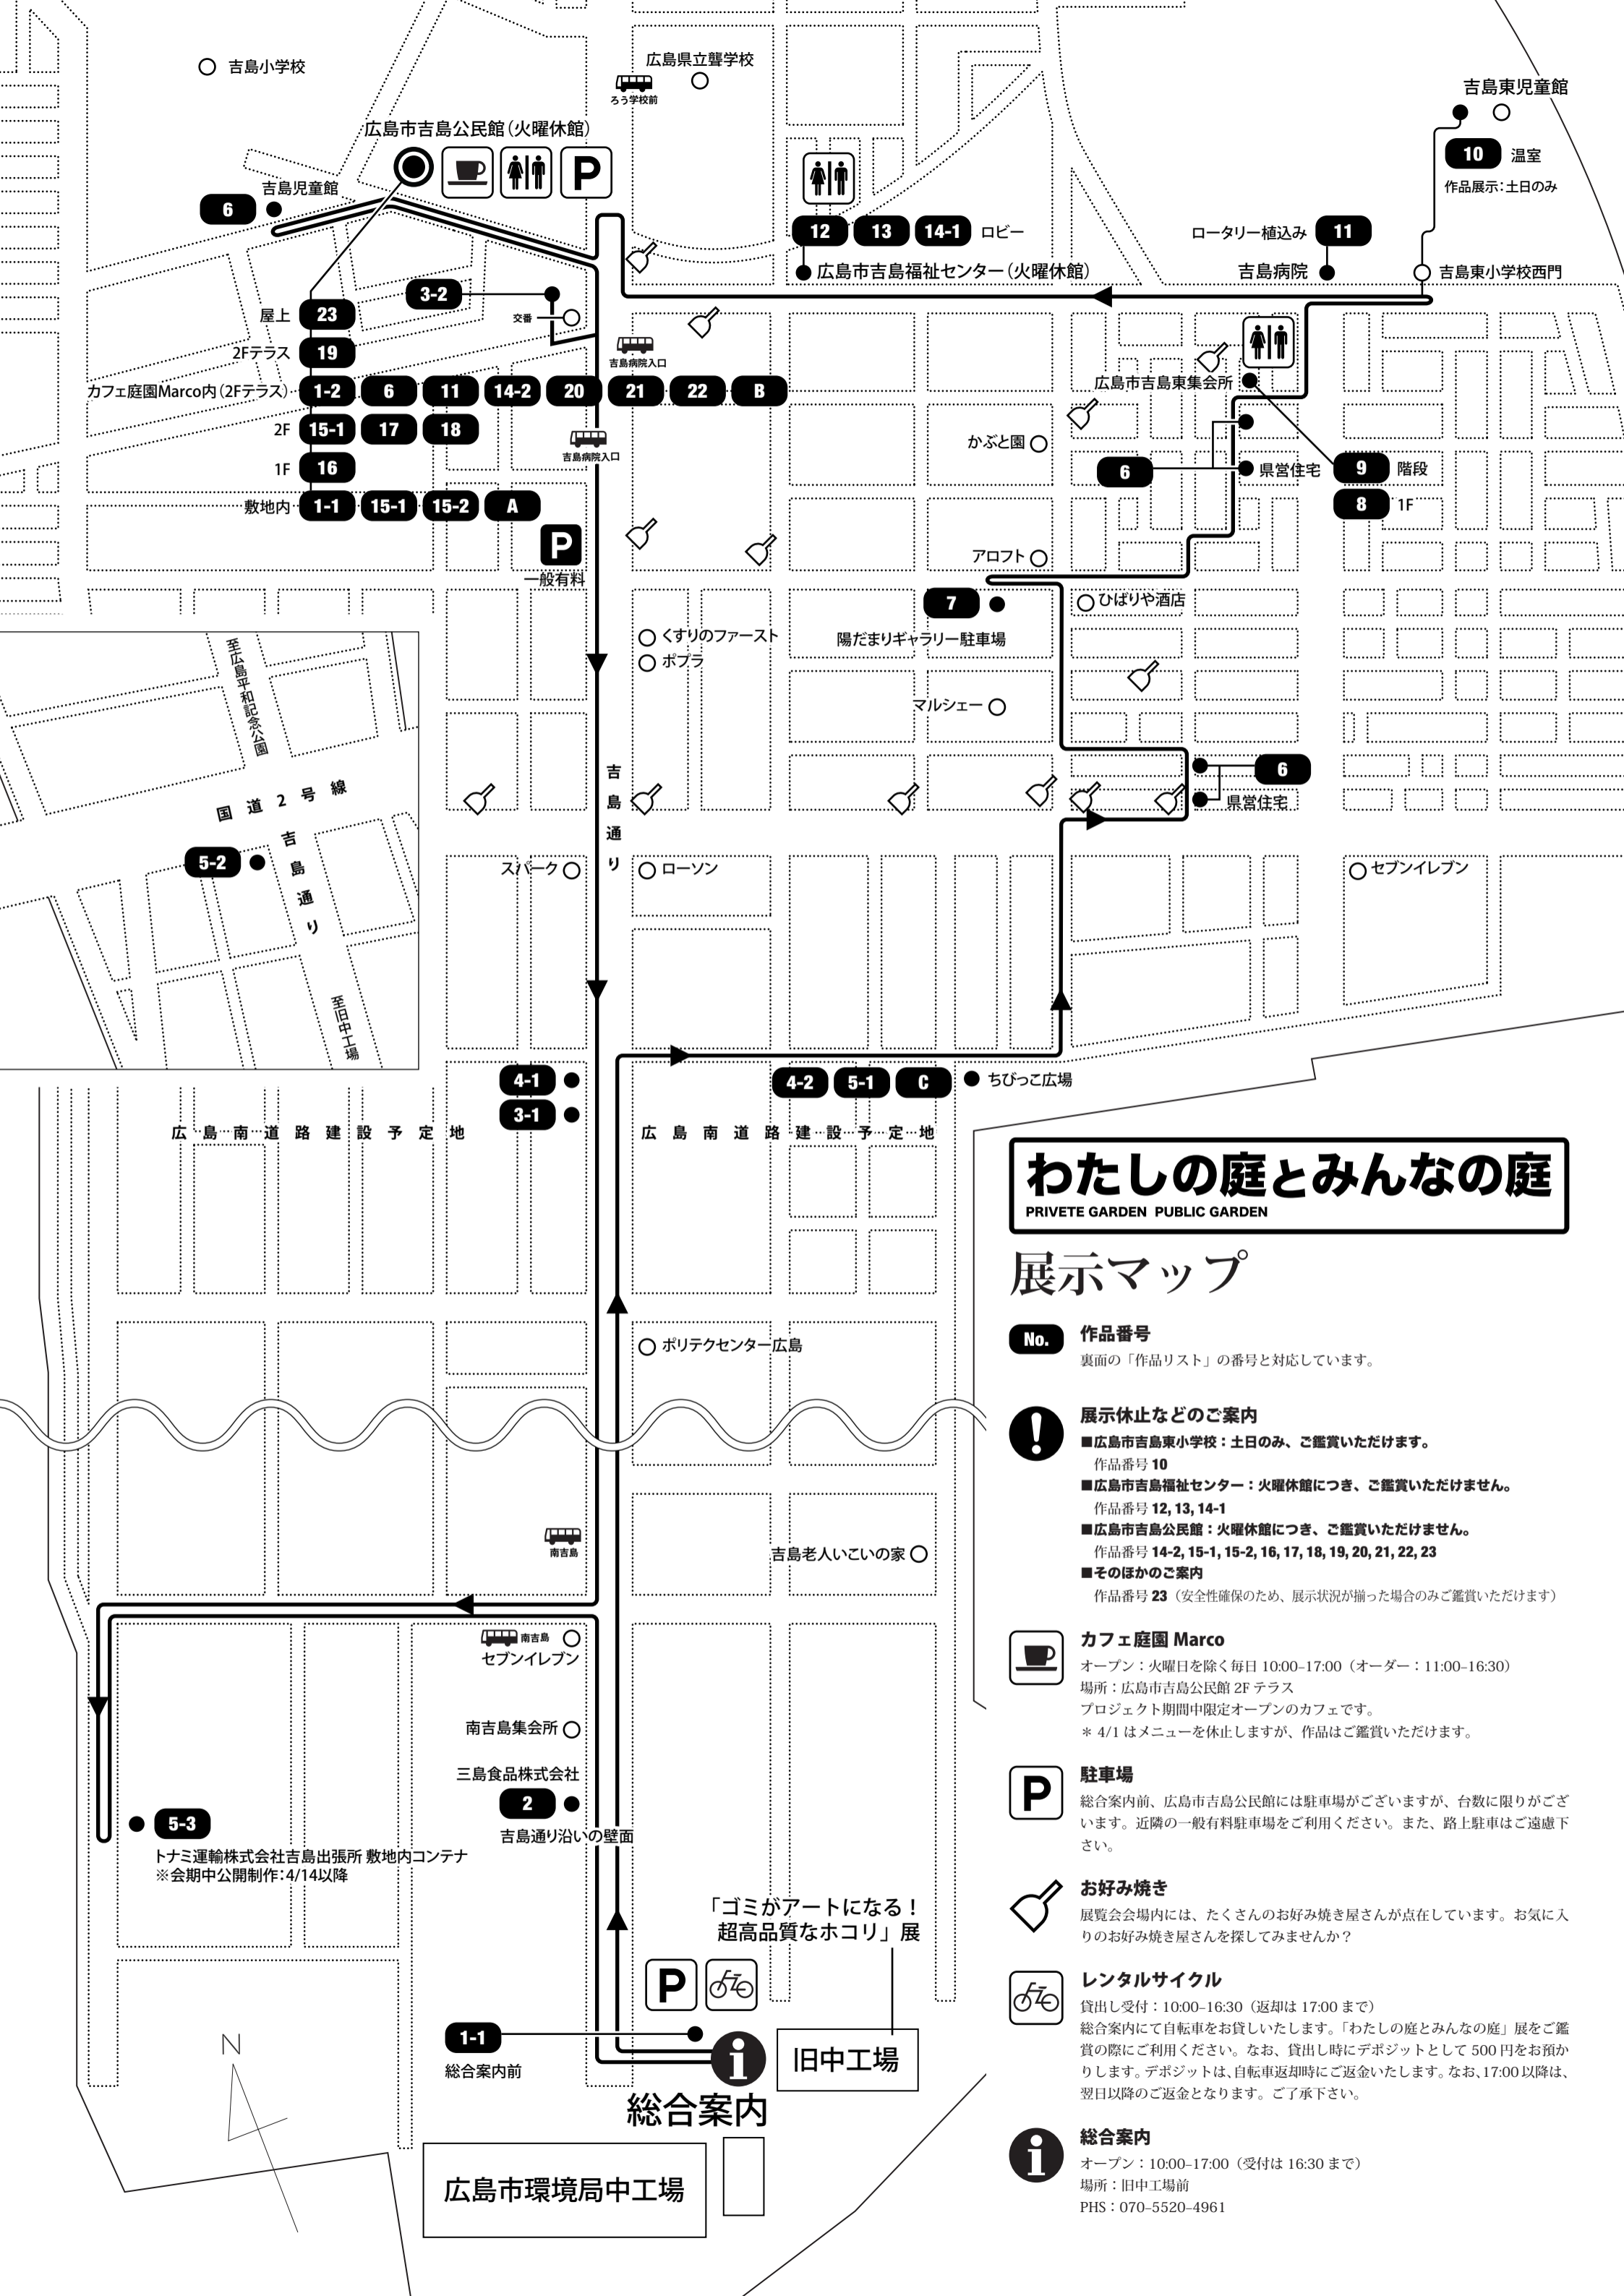 吉島小学校
広島県立聾学校
ろう学校前
吉島東児童館
10 温室
作品展示:土日のみ
広島市吉島公民館(火曜休館)
P
吉島児童館
6
12 13 14-1 ロビー
広島市吉島福祉センター(火曜休館)
ロータリー植込み 11
吉島病院
吉島東小学校西門
3-2
交番
屋上 23
2Fテラス 19
カフェ庭園Marco内(2Fテラス) 1-2 6 11 14-2 20 21 22 B
2F 15-1 17 18
1F 16
敷地内 1-1 15-1 15-2 A
吉島病院入口
吉島病院入口
広島市吉島東集会所
かぶと園
6
県営住宅
9 階段
8 1F
P
一般有料
アロフト
7
ひばりや酒店
陽だまりギャラリー駐車場
くすりのファースト
ポプラ
マルシェー
6
県営住宅
至広島平和記念公園
国道2号線
吉島通り
5-2
至旧中工場
吉島通り
スパーク
ローソン
セブンイレブン
4-1
3-1
4-2 5-1 C
ちびっこ広場
広島南道路建設予定地
広島南道路建設予定地
ポリテクセンター広島
南吉島
吉島老人いこいの家
南吉島
セブンイレブン
南吉島集会所
三島食品株式会社
2
吉島通り沿いの壁面
5-3
トナミ運輸株式会社吉島出張所 敷地内コンテナ
※会期中公開制作:4/14以降
「ゴミがアートになる!
超高品質なホコリ」展
P
1-1
総合案内前
i
旧中工場
総合案内
N
広島市環境局中工場
わたしの庭とみんなの庭
PRIVETE GARDEN PUBLIC GARDEN
展示マップ
No.
作品番号
裏面の「作品リスト」の番号と対応しています。
!
展示休止などのご案内
■広島市吉島東小学校:土日のみ、ご鑑賞いただけます。
作品番号 10
■広島市吉島福祉センター:火曜休館につき、ご鑑賞いただけません。
作品番号 12, 13, 14-1
■広島市吉島公民館:火曜休館につき、ご鑑賞いただけません。
作品番号 14-2, 15-1, 15-2, 16, 17, 18, 19, 20, 21, 22, 23
■そのほかのご案内
作品番号 23(安全性確保のため、展示状況が揃った場合のみご鑑賞いただけます)
カフェ庭園 Marco
オープン:火曜日を除く毎日 10:00–17:00(オーダー:11:00–16:30)
場所:広島市吉島公民館 2F テラス
プロジェクト期間中限定オープンのカフェです。
* 4/1 はメニューを休止しますが、作品はご鑑賞いただけます。
P
駐車場
総合案内前、広島市吉島公民館には駐車場がございますが、台数に限りがござ
います。近隣の一般有料駐車場をご利用ください。また、路上駐車はご遠慮下
さい。
お好み焼き
展覧会会場内には、たくさんのお好み焼き屋さんが点在しています。お気に入
りのお好み焼き屋さんを探してみませんか?
レンタルサイクル
貸出し受付:10:00–16:30(返却は 17:00 まで)
総合案内にて自転車をお貸しいたします。「わたしの庭とみんなの庭」展をご鑑
賞の際にご利用ください。なお、貸出し時にデポジットとして 500 円をお預か
りします。デポジットは、自転車返却時にご返金いたします。なお、17:00 以降は、
翌日以降のご返金となります。ご了承下さい。
i
総合案内
オープン:10:00–17:00(受付は 16:30 まで)
場所:旧中工場前
PHS:070–5520–4961